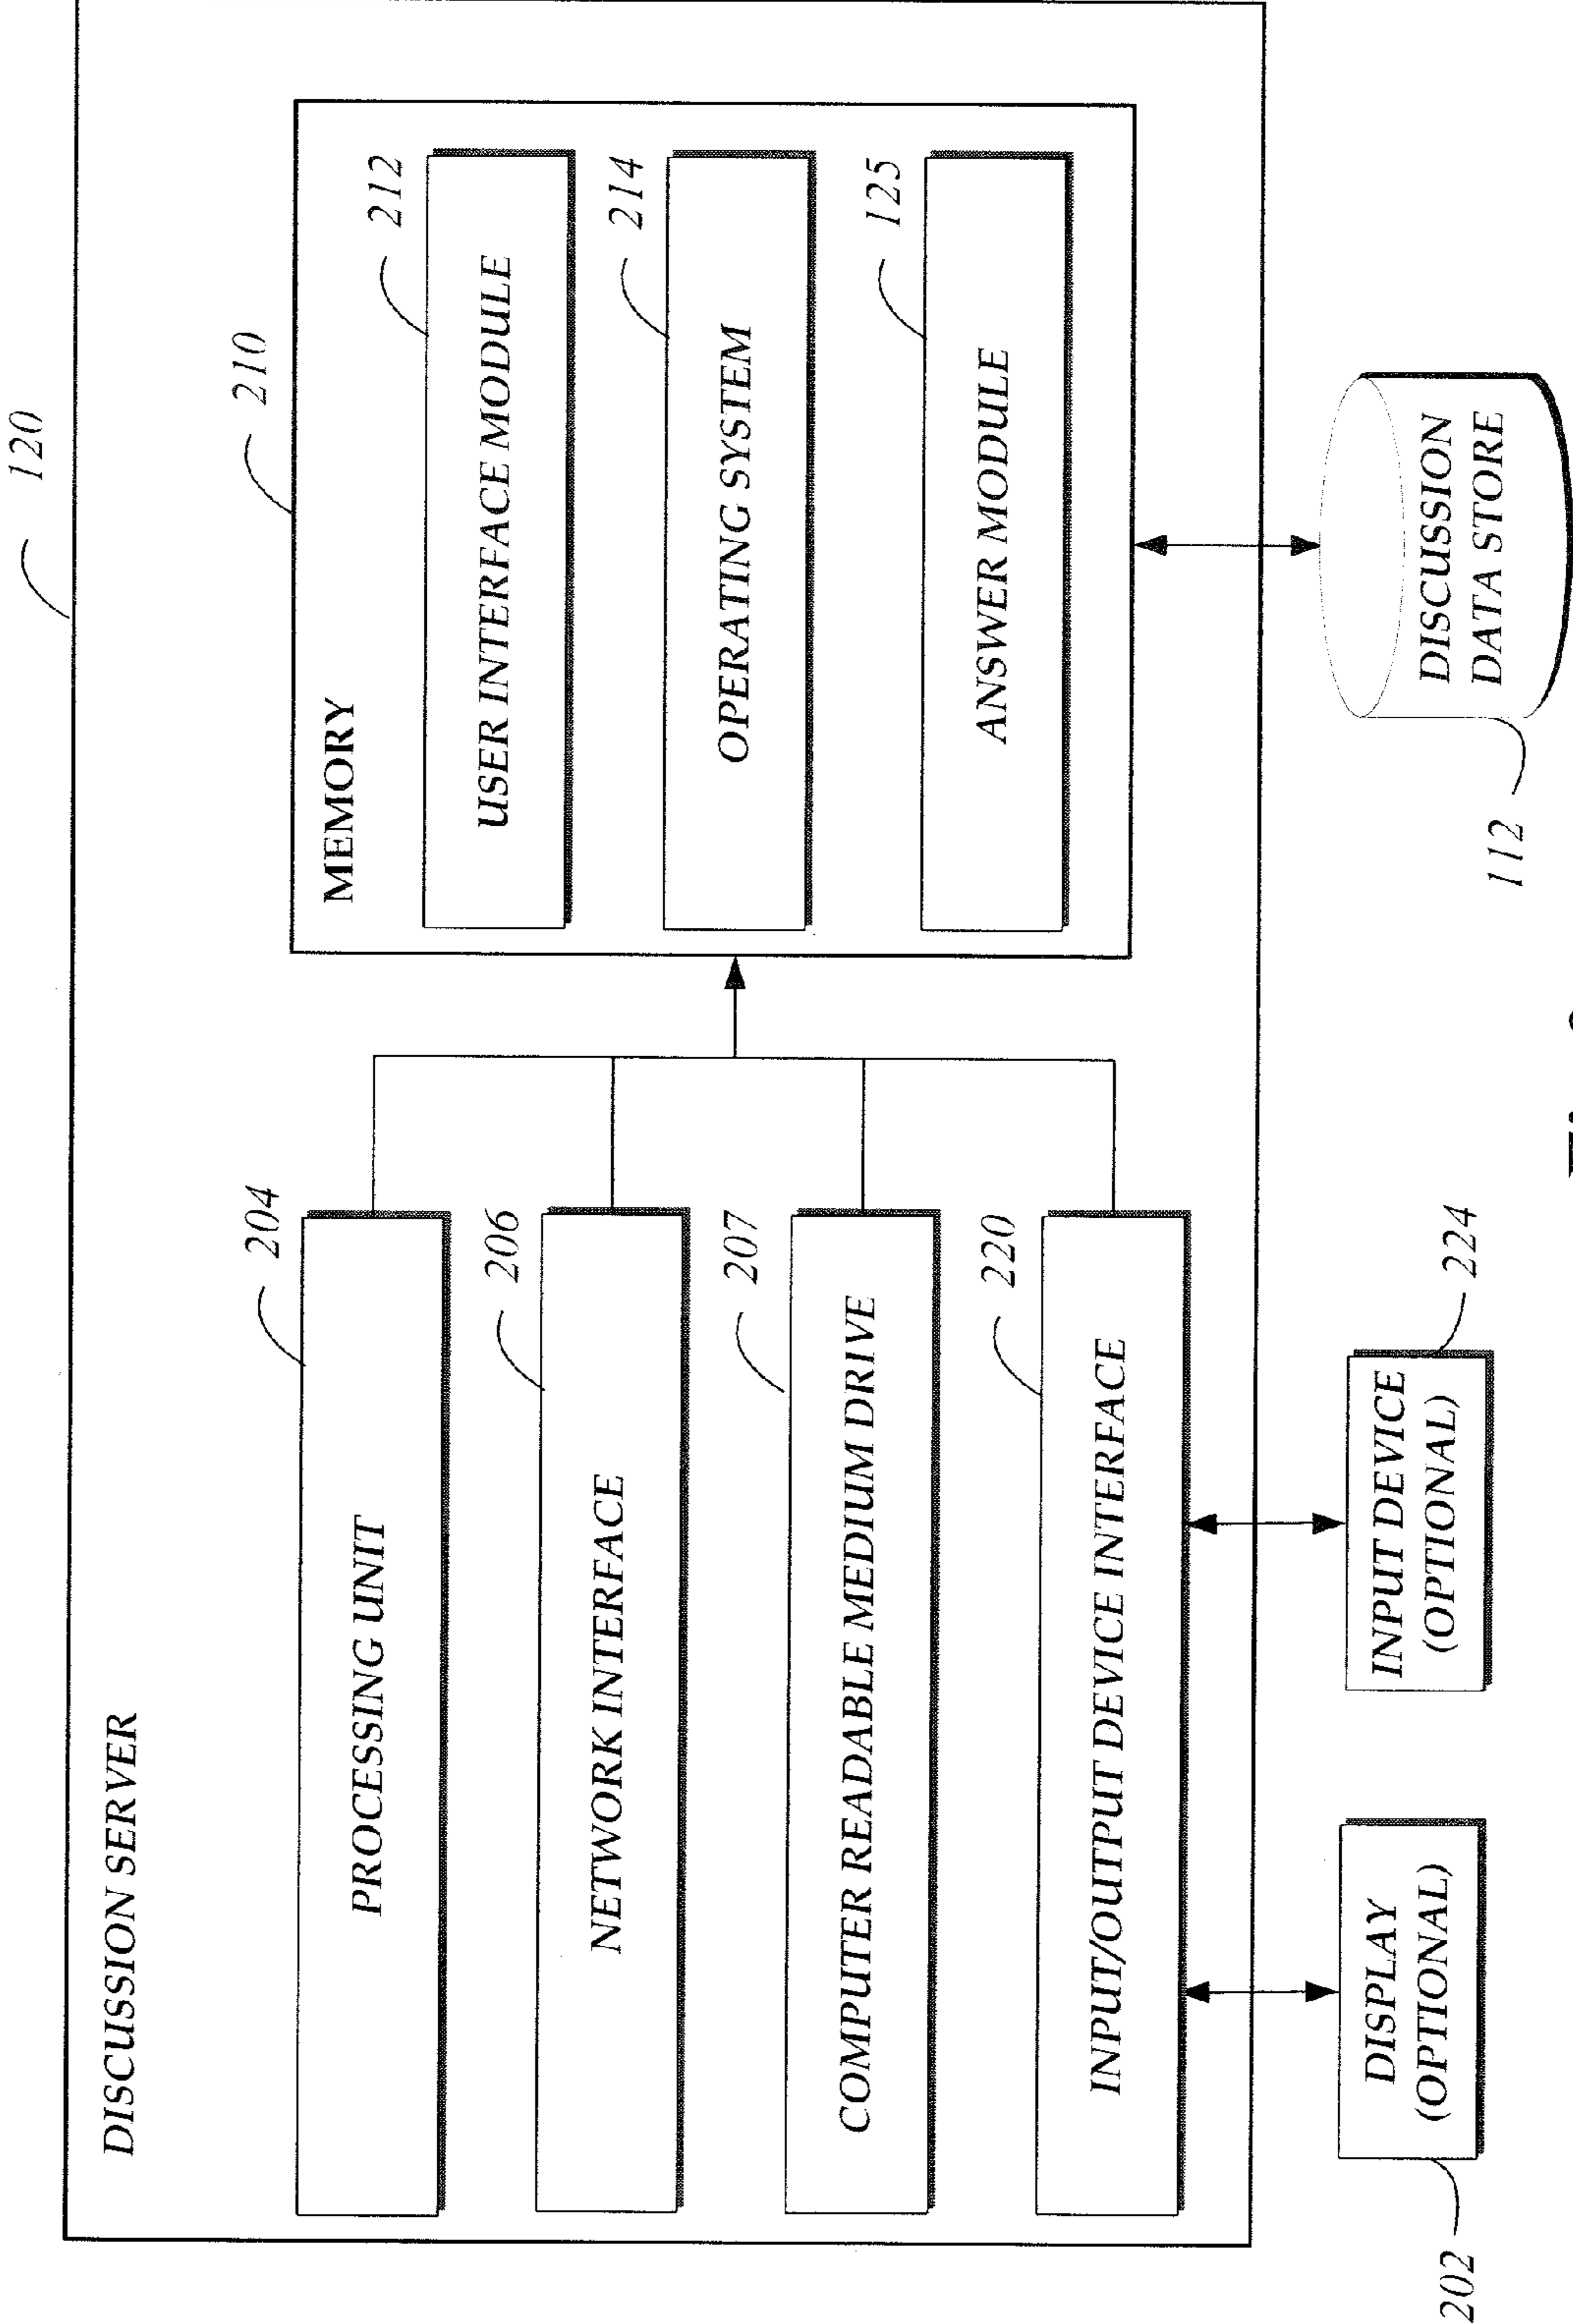 120
DISCUSSION SERVER
204
PROCESSING UNIT
206
NETWORK INTERFACE
207
COMPUTER READABLE MEDIUM DRIVE
220
INPUT/OUTPUT DEVICE INTERFACE
210
MEMORY
212
USER INTERFACE MODULE
214
OPERATING SYSTEM
125
ANSWER MODULE
202
DISPLAY
(OPTIONAL)
INPUT DEVICE
(OPTIONAL)
224
112
DISCUSSION
DATA STORE